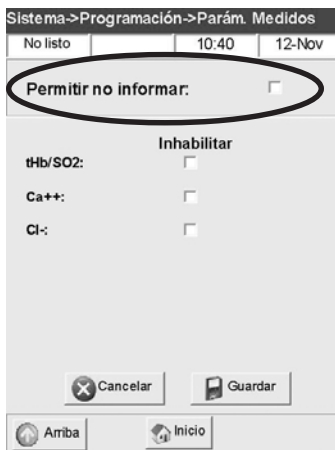 Sistema->Programación->Parám. Medidos
No listo 10:40 12-Nov
Permitir no informar:
Inhabilitar
tHb/SO2:
Ca++:
Cl-:
Cancelar Guardar
Arriba Inicio